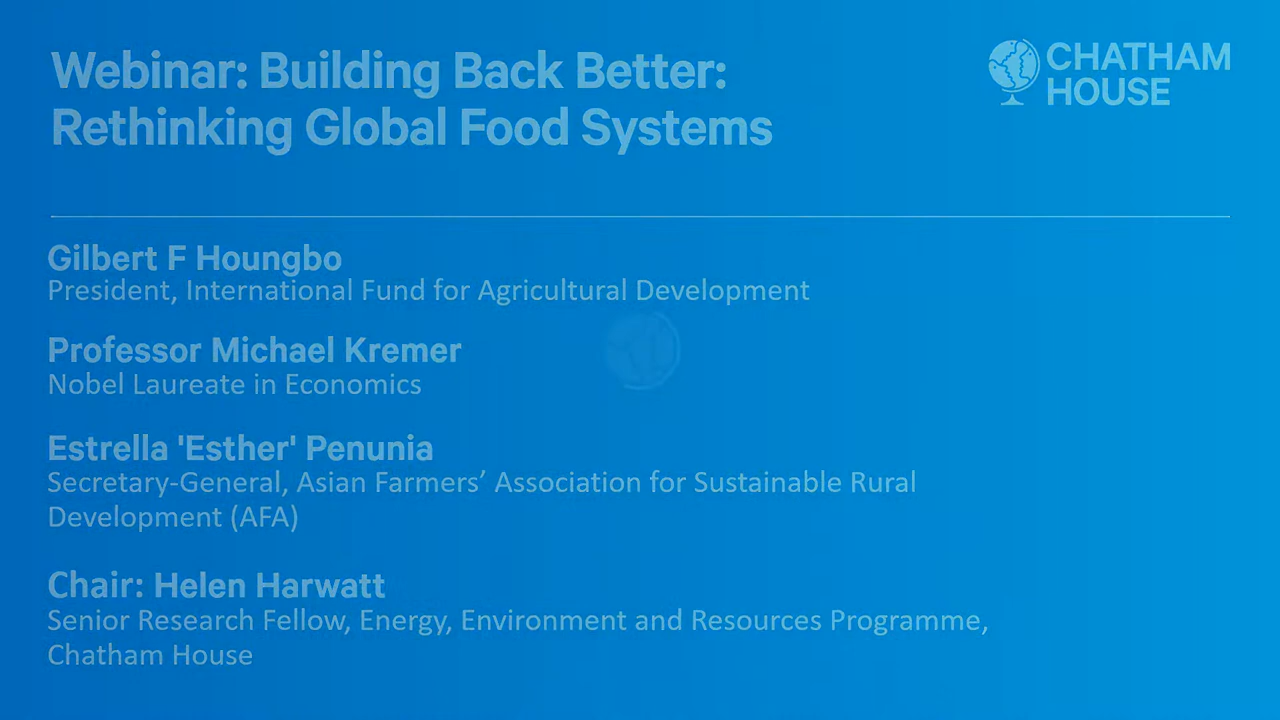 Webinar: Building Back Better:
Rethinking Global Food Systems
CHATHAM
HOUSE
Gilbert F Houngbo
President, International Fund for Agricultural Development
Professor Michael Kremer
Nobel Laureate in Economics
Estrella 'Esther' Penunia
Secretary-General, Asian Farmers’ Association for Sustainable Rural
Development (AFA)
Chair: Helen Harwatt
Senior Research Fellow, Energy, Environment and Resources Programme,
Chatham House